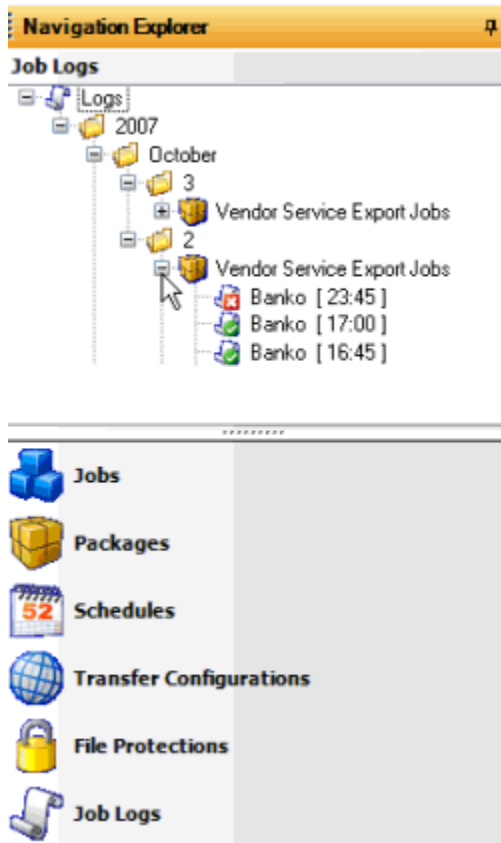 Navigation Explorer
Job Logs
Logs
2007
October
3
Vendor Service Export Jobs
2
Vendor Service Export Jobs
Banko [ 23:45 ]
Banko [ 17:00 ]
Banko [ 16:45 ]
Jobs
Packages
52
Schedules
Transfer Configurations
File Protections
Job Logs